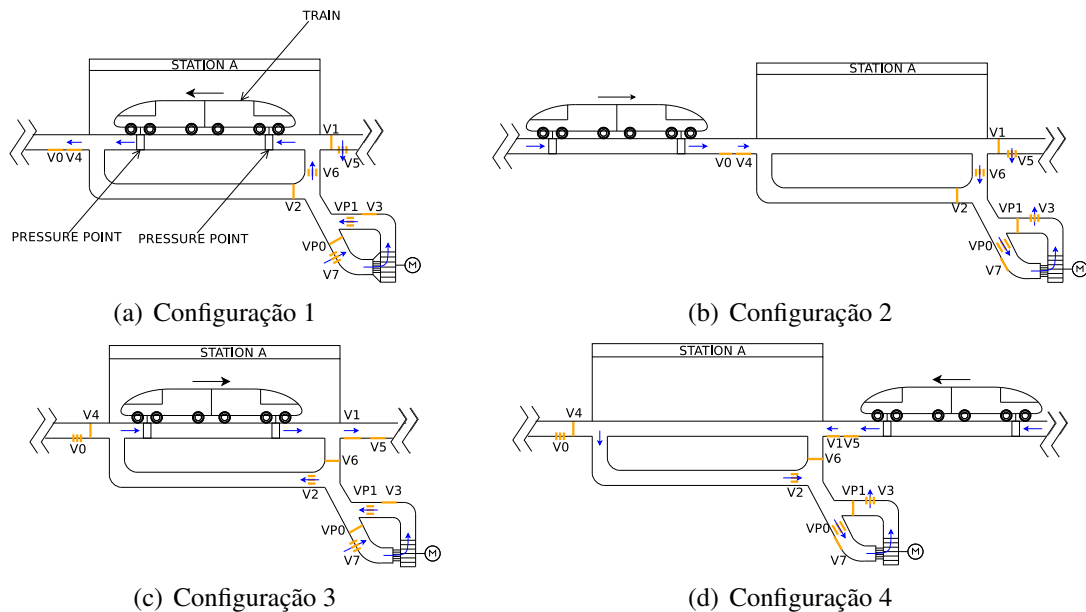 TRAIN
STATION A
V1
V0 V4
V5
V6
V2
VP1 V3
PRESSURE POINT PRESSURE POINT
VP0
V7
M
(a) Configuração 1
STATION A
V1
V0 V4
V5
V6
V2
VP1 V3
VP0
V7
M
(b) Configuração 2
STATION A
V4
V1
V0
V5
V6
V2
VP1 V3
VP0
V7
M
(c) Configuração 3
STATION A
V4
V0
V1V5
V6
V2
VP1 V3
VP0
V7
M
(d) Configuração 4